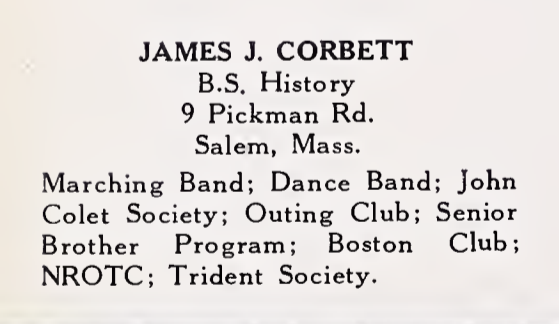 JAMES J. CORBETT
B.S. History
9 Pickman Rd.
Salem, Mass.
Marching Band; Dance Band; John
Colet Society; Outing Club; Senior
Brother Program; Boston Club;
NROTC; Trident Society.